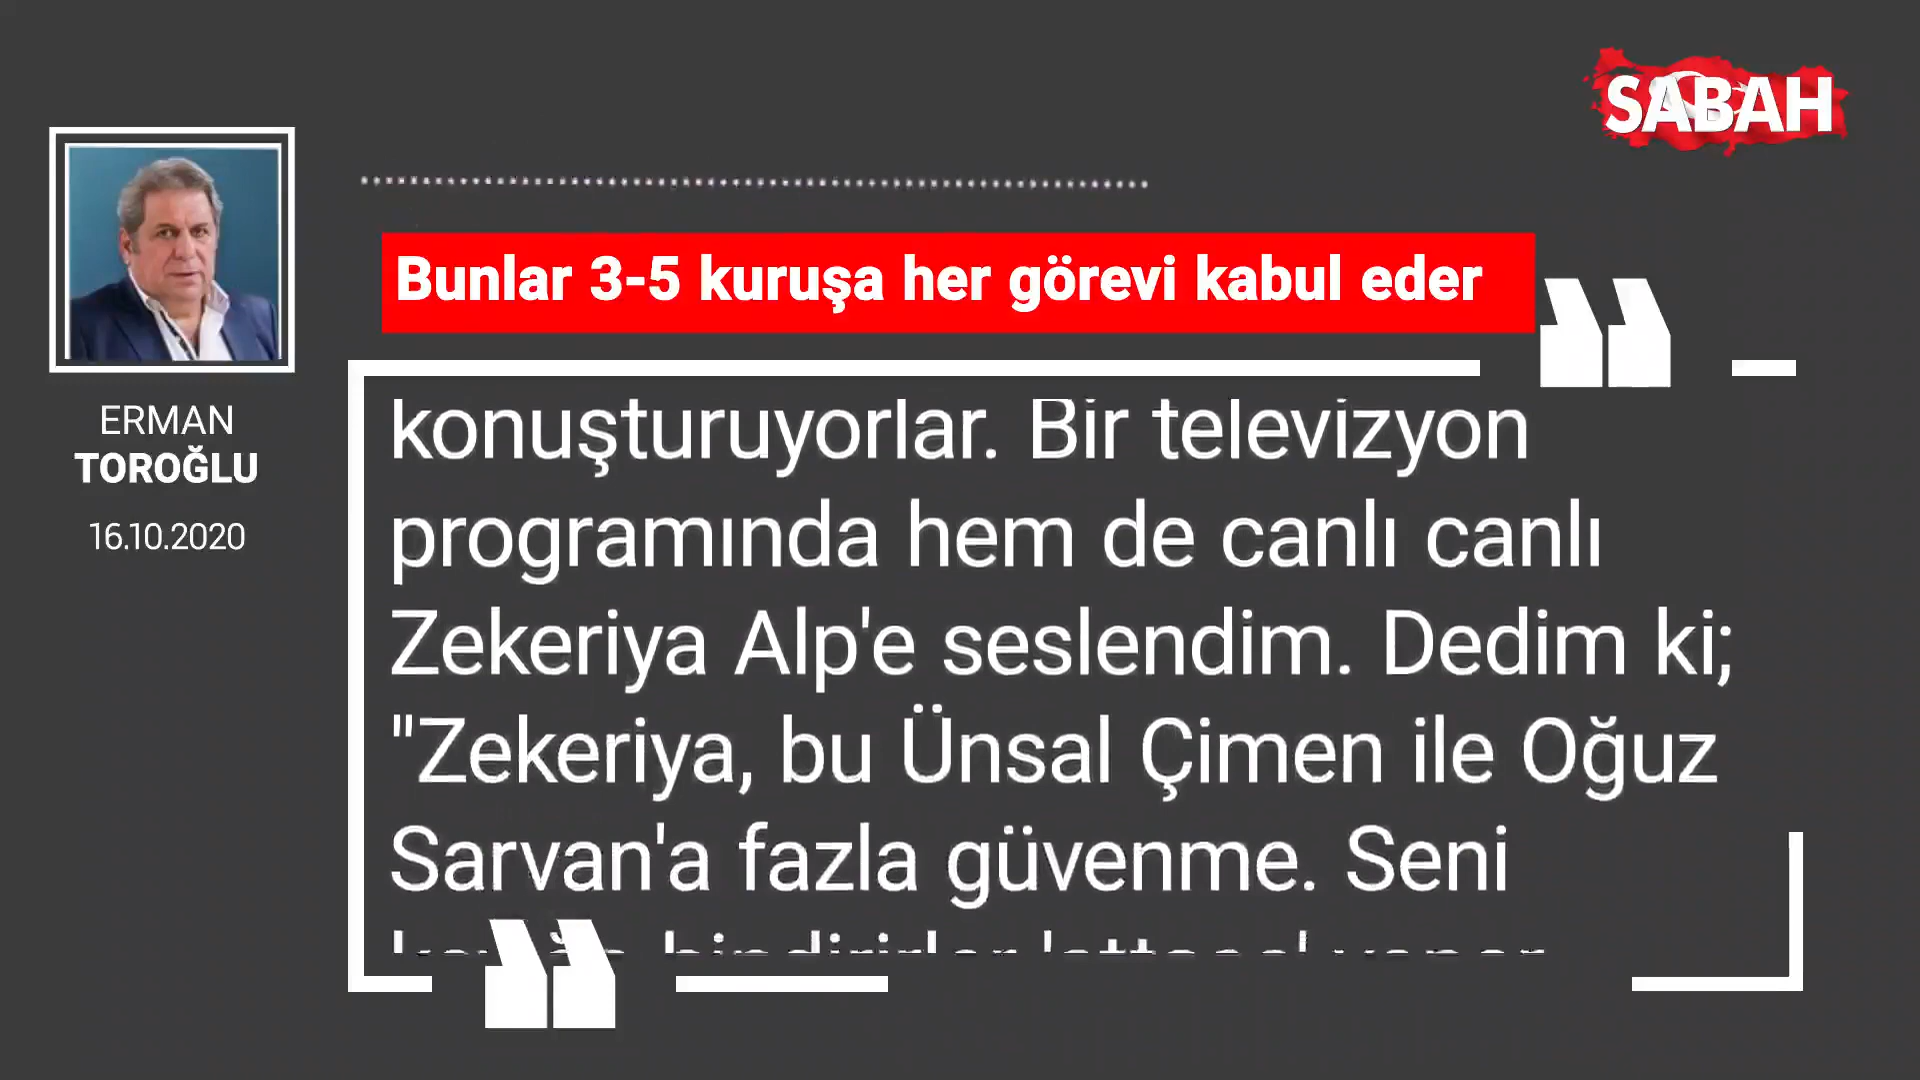 SABAH
Bunlar 3-5 kuruşa her görevi kabul eder
ERMAN
TOROĞLU
16.10.2020
konuşturuyorlar. Bir televizyon
programında hem de canlı canlı
Zekeriya Alp'e seslendim. Dedim ki;
"Zekeriya, bu Ünsal Çimen ile Oğuz
Sarvan'a fazla güvenme. Seni